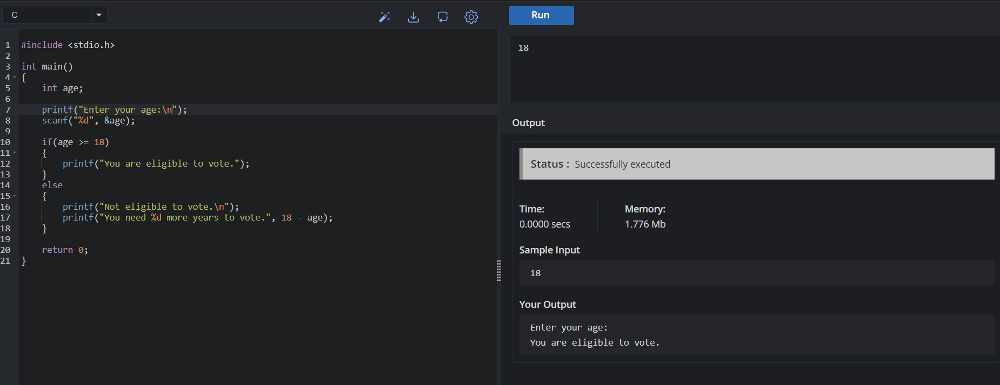 C
1 #include <stdio.h>
2
3 int main()
4 {
5     int age;
6
7     printf("Enter your age:\n");
8     scanf("%d", &age);
9
10     if(age >= 18)
11     {
12         printf("You are eligible to vote.");
13     }
14     else
15     {
16         printf("Not eligible to vote.\n");
17         printf("You need %d more years to vote.", 18 - age);
18     }
19
20     return 0;
21 }
Run
18
Output
Status : Successfully executed
Time: Memory:
0.0000 secs 1.776 Mb
Sample Input
18
Your Output
Enter your age:
You are eligible to vote.